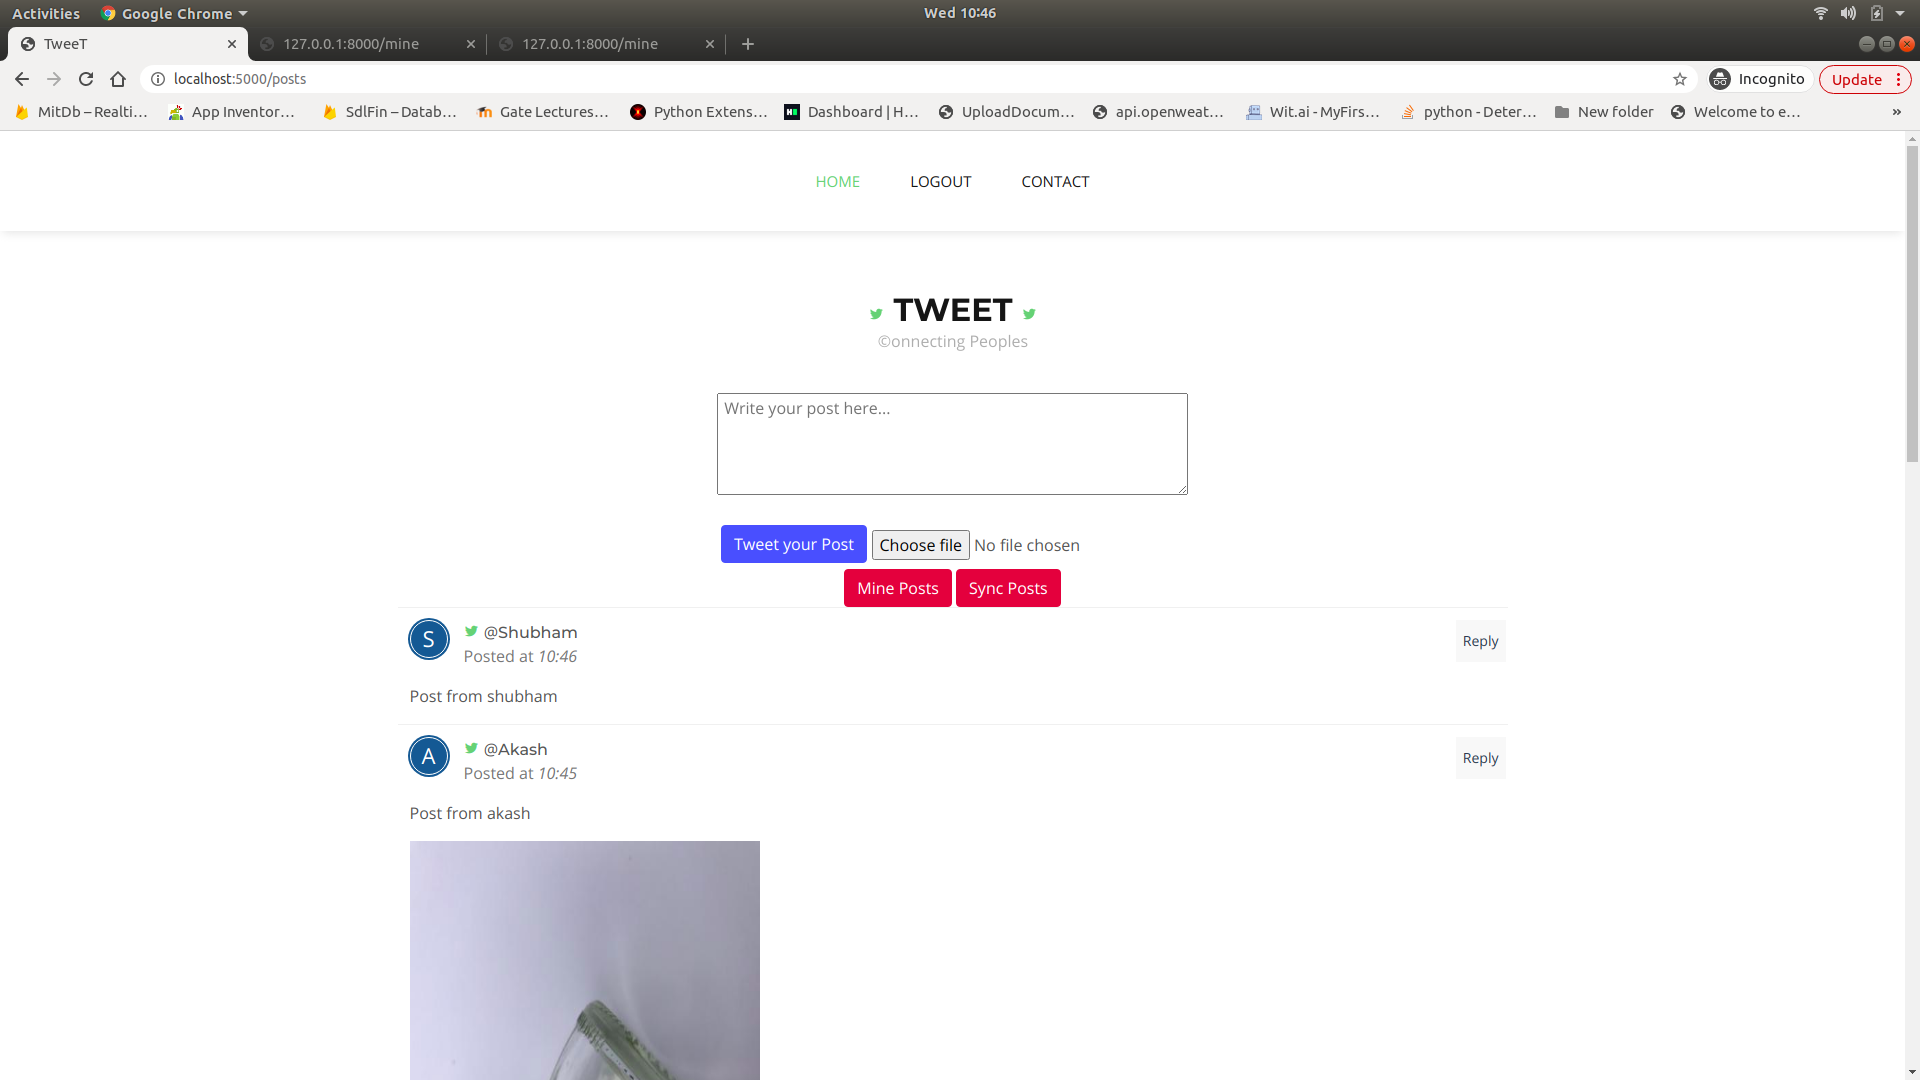 Activities Google Chrome Wed 10:46
TweeT 127.0.0.1:8000/mine 127.0.0.1:8000/mine
localhost:5000/posts Incognito Update
MitDb – Realti... App Inventor... SdlFin – Datab... Gate Lectures... Python Extens... Dashboard | H... UploadDocum... api.openweat... Wit.ai - MyFirs... python - Deter... New folder Welcome to e... »
HOME LOGOUT CONTACT
TWEET
©onnecting Peoples
Write your post here...
Tweet your Post Choose file No file chosen
Mine Posts Sync Posts
S @Shubham Reply
Posted at 10:46
Post from shubham
A @Akash Reply
Posted at 10:45
Post from akash